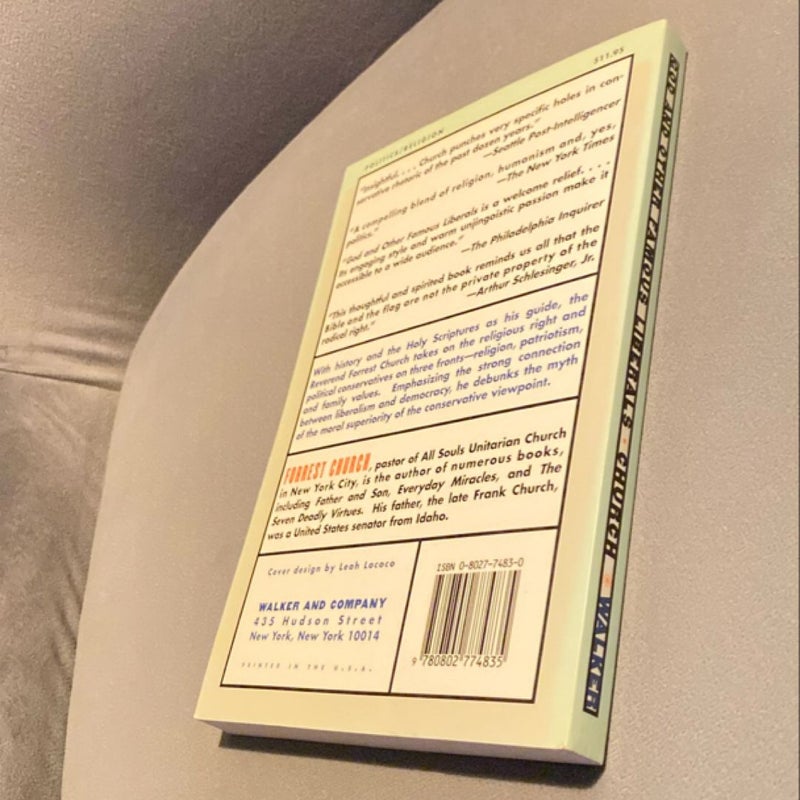 POLITICS/RELIGION
$11.95
"Insightful. . . . Church punches very specific holes in con-
servative rhetoric of the past dozen years."
—Seattle Post-Intelligencer
"A compelling blend of religion, humanism and, yes,
politics."
—The New York Times
"God and Other Famous Liberals is a welcome relief. . . .
Its engaging style and warm unjingoistic passion make it
accessible to a wide audience."
—The Philadelphia Inquirer
"This thoughtful and spirited book reminds us all that the
Bible and the flag are not the private property of the
radical right."
—Arthur Schlesinger, Jr.
With history and the Holy Scriptures as his guide, the
Reverend Forrest Church takes on the religious right and
political conservatives on three fronts—religion, patriotism,
and family values. Emphasizing the strong connection
between liberalism and democracy, he debunks the myth
of the moral superiority of the conservative viewpoint.
FORREST CHURCH, pastor of All Souls Unitarian Church
in New York City, is the author of numerous books,
including Father and Son, Everyday Miracles, and The
Seven Deadly Virtues. His father, the late Frank Church,
was a United States senator from Idaho.
Cover design by Leah Lococo
WALKER AND COMPANY
435 Hudson Street
New York, New York 10014
PRINTED IN THE U.S.A.
ISBN 0-8027-7483-0
9 780802 774835
GOD AND OTHER FAMOUS LIBERALS • CHURCH • WALKER